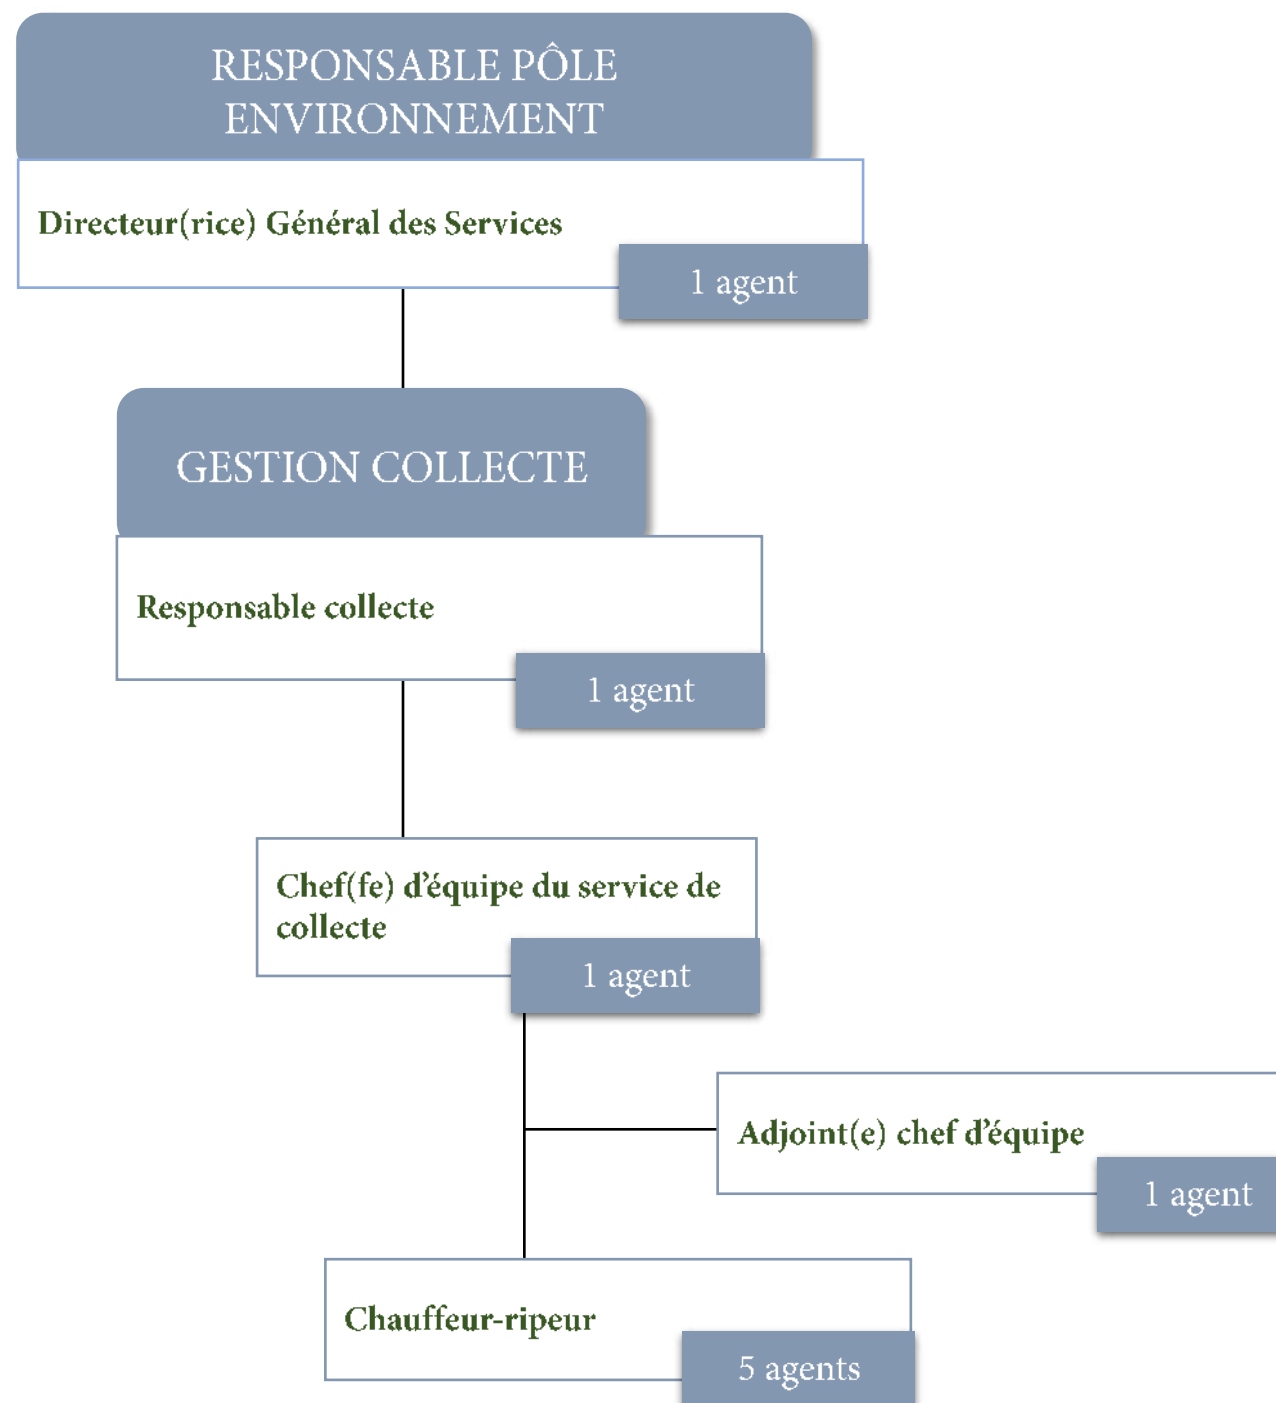 RESPONSABLE PÔLE
ENVIRONNEMENT
Directeur(rice) Général des Services
1 agent
GESTION COLLECTE
Responsable collecte
1 agent
Chef(fe) d’équipe du service de
collecte
1 agent
Adjoint(e) chef d’équipe
1 agent
Chauffeur-ripeur
5 agents